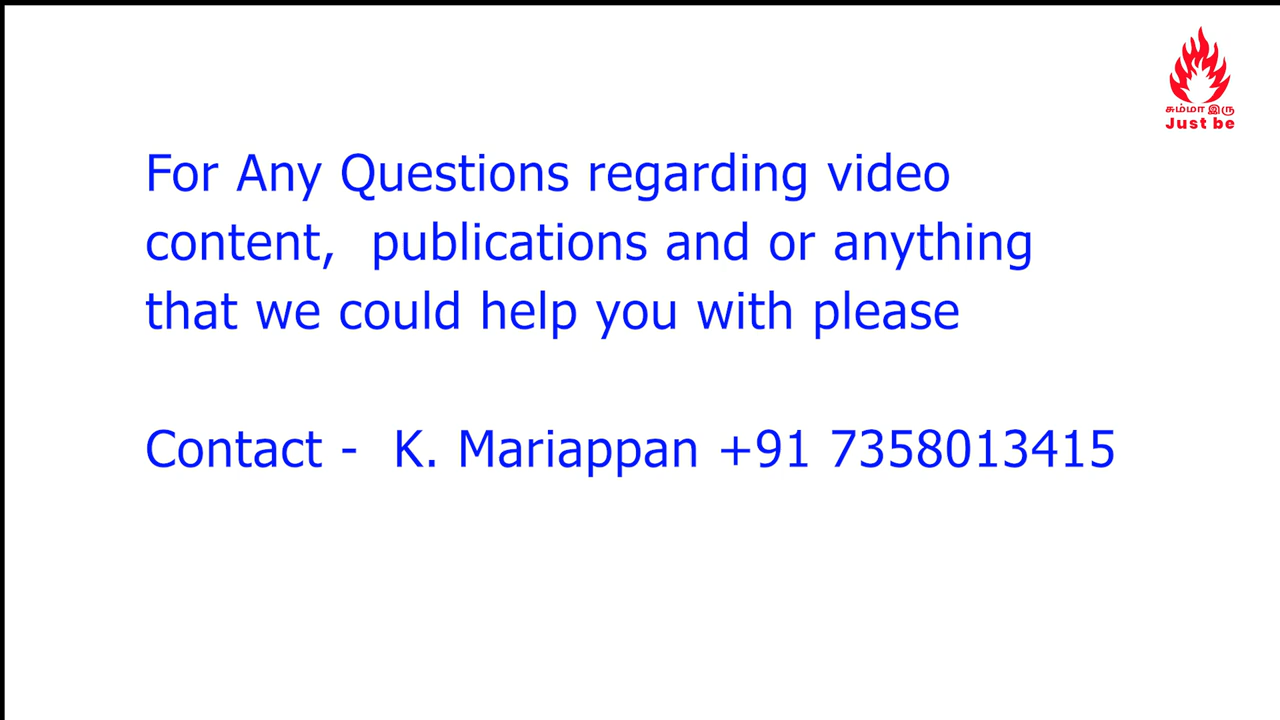 சும்மா இரு
Just be
For Any Questions regarding video
content, publications and or anything
that we could help you with please
Contact - K. Mariappan +91 7358013415